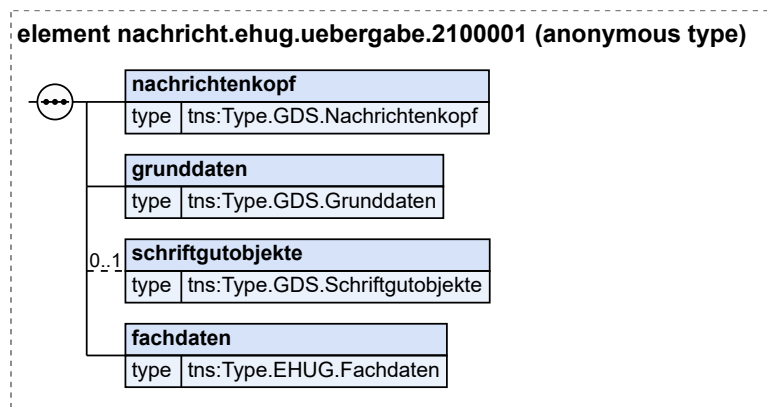 element nachricht.ehug.uebergabe.2100001 (anonymous type)
nachrichtenkopf
type tns:Type.GDS.Nachrichtenkopf
grunddaten
type tns:Type.GDS.Grunddaten
0..1
schriftgutobjekte
type tns:Type.GDS.Schriftgutobjekte
fachdaten
type tns:Type.EHUG.Fachdaten